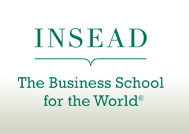 INSEAD
The Business School
for the World®